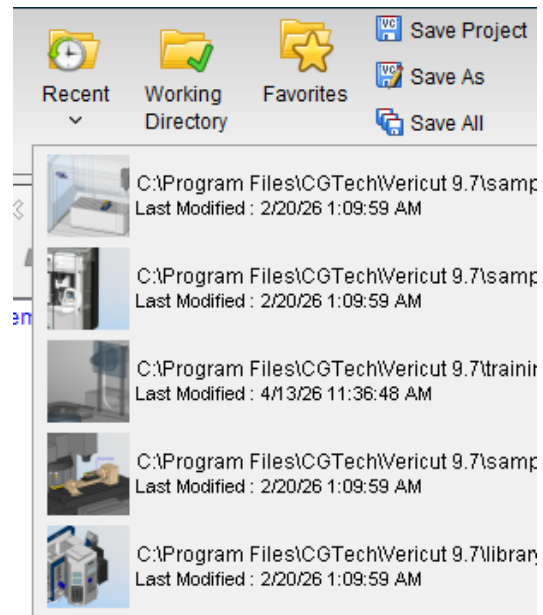 Recent
Working
Directory
Favorites
Save Project
Save As
Save All
C:\Program Files\CGTech\Vericut 9.7\samp
Last Modified : 2/20/26 1:09:59 AM
C:\Program Files\CGTech\Vericut 9.7\samp
Last Modified : 2/20/26 1:09:59 AM
C:\Program Files\CGTech\Vericut 9.7\trainin
Last Modified : 4/13/26 11:36:48 AM
C:\Program Files\CGTech\Vericut 9.7\samp
Last Modified : 2/20/26 1:09:59 AM
C:\Program Files\CGTech\Vericut 9.7\library
Last Modified : 2/20/26 1:09:59 AM